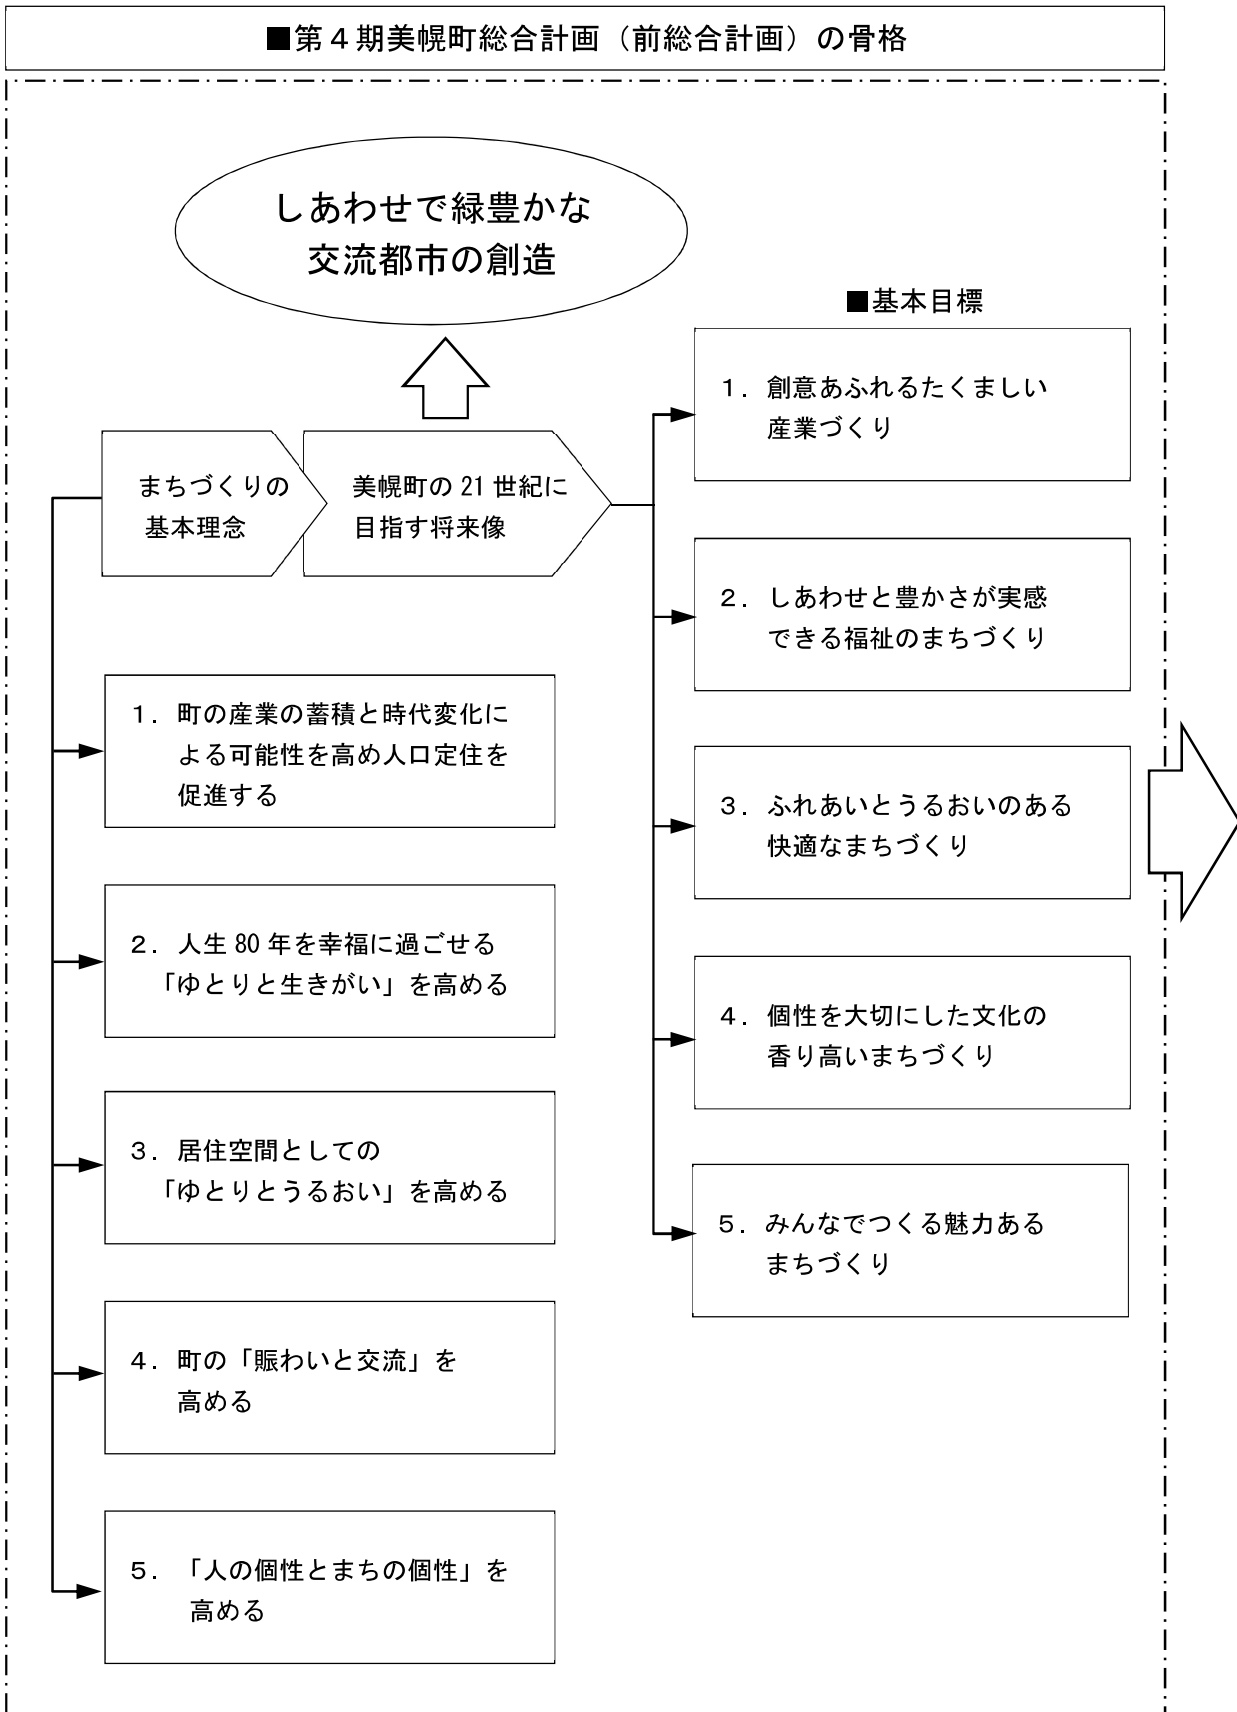 ■第４期美幌町総合計画（前総合計画）の骨格
しあわせで緑豊かな
交流都市の創造
まちづくりの
基本理念
美幌町の 21 世紀に
目指す将来像
１．町の産業の蓄積と時代変化に
よる可能性を高め人口定住を
促進する
２．人生 80 年を幸福に過ごせる
「ゆとりと生きがい」を高める
３．居住空間としての
「ゆとりとうるおい」を高める
４．町の「賑わいと交流」を
高める
５．「人の個性とまちの個性」を
高める
■基本目標
１．創意あふれるたくましい
産業づくり
２．しあわせと豊かさが実感
できる福祉のまちづくり
３．ふれあいとうるおいのある
快適なまちづくり
４．個性を大切にした文化の
香り高いまちづくり
５．みんなでつくる魅力ある
まちづくり